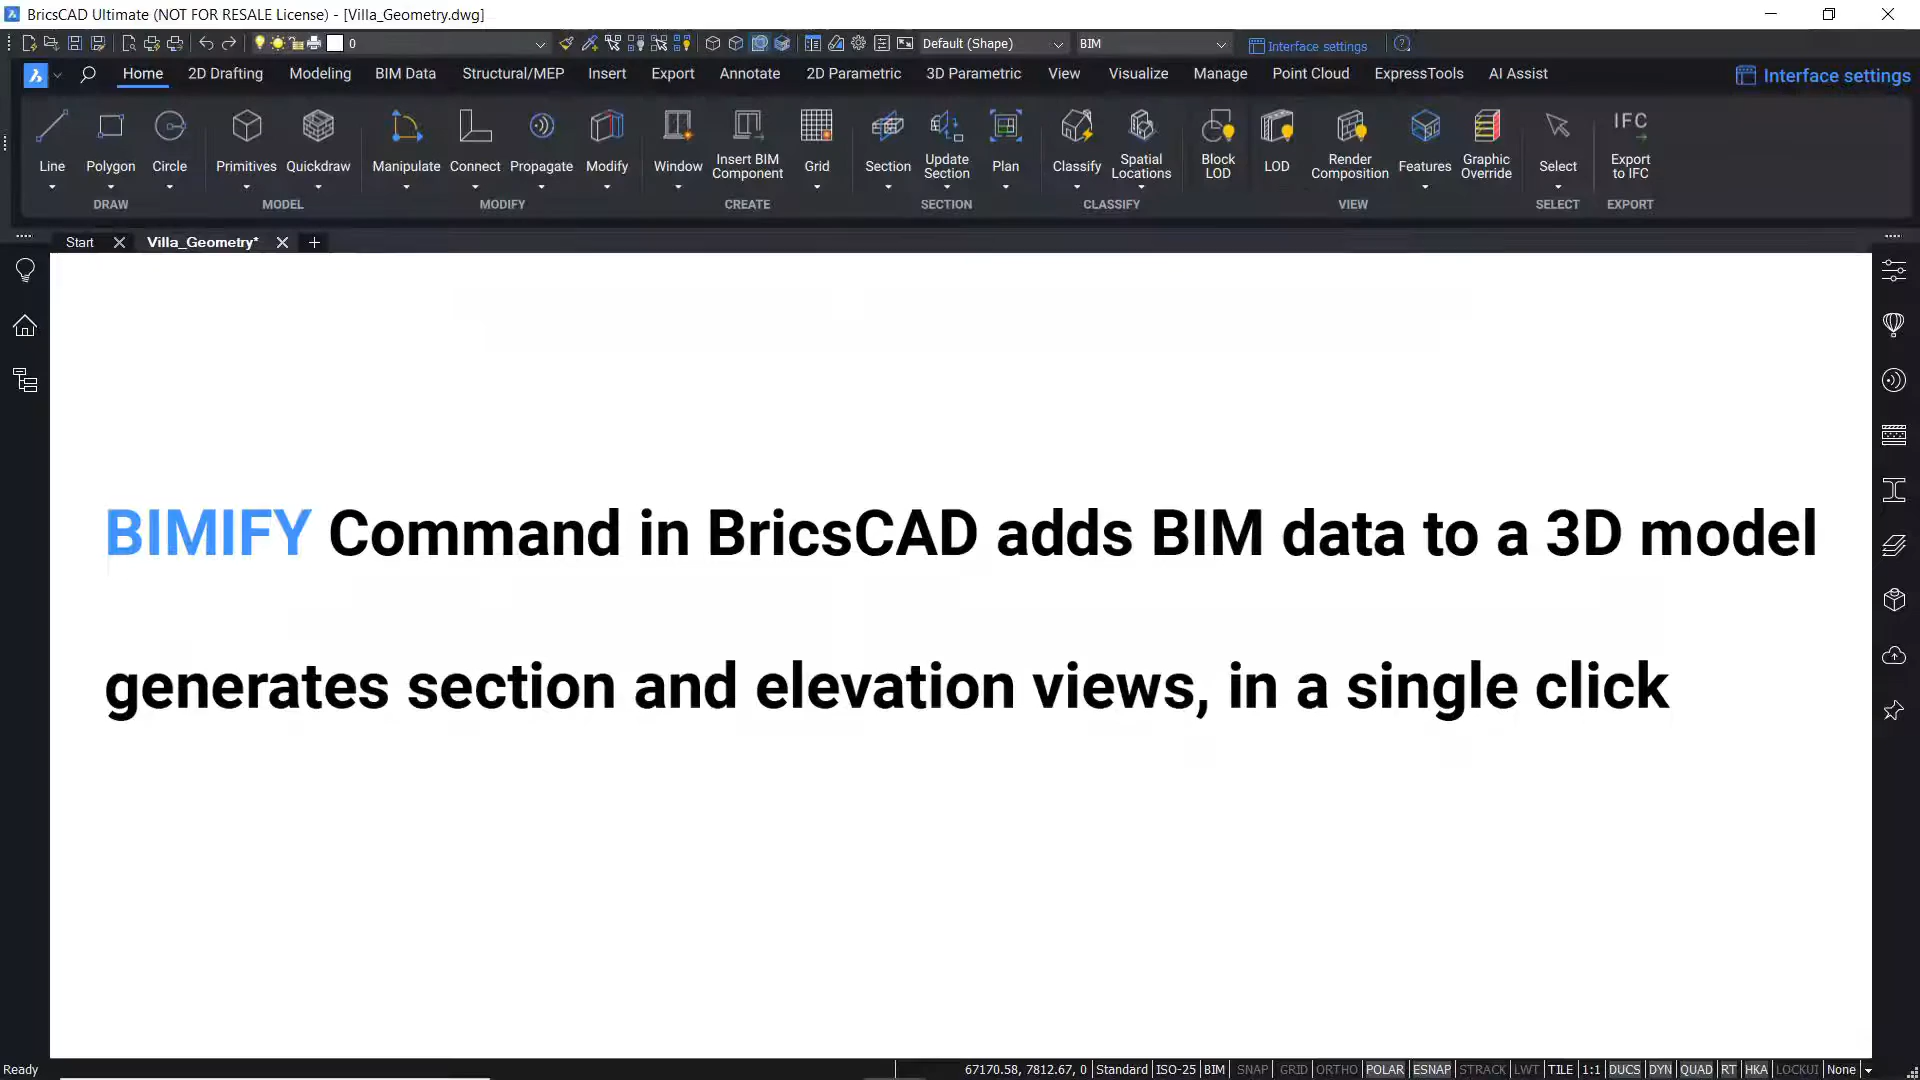 BricsCAD Ultimate (NOT FOR RESALE License) - [Villa_Geometry.dwg]
0 Default (Shape) BIM Interface settings
Home 2D Drafting Modeling BIM Data Structural/MEP Insert Export Annotate 2D Parametric 3D Parametric View Visualize Manage Point Cloud ExpressTools AI Assist Interface settings
IFC
Line Polygon Circle Primitives Quickdraw Manipulate Connect Propagate Modify Window Insert BIM Component Grid Section Update Section Plan Classify Spatial Locations Block LOD LOD Render Composition Features Graphic Override Select Export to IFC
DRAW MODEL MODIFY CREATE SECTION CLASSIFY VIEW SELECT EXPORT
Start Villa_Geometry*
BIMIFY Command in BricsCAD adds BIM data to a 3D model
generates section and elevation views, in a single click
Ready 67170.58, 7812.67, 0 Standard ISO-25 BIM SNAP GRID ORTHO POLAR ESNAP STRACK LWT TILE 1:1 DUCS DYN QUAD RT HKA LOCKUI None